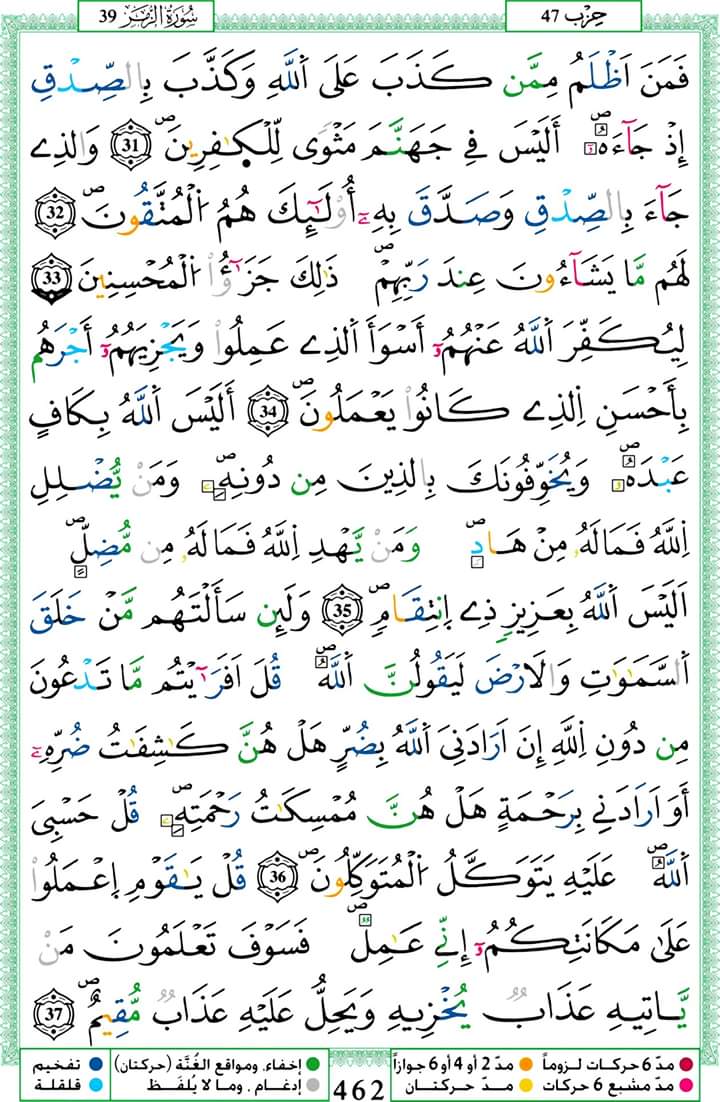 سُورَةُ الزُّمَر 39
حِزْب 47
فَمَنَ اَظْلَمُ مِمَّن كَذَبَ عَلَى اَللَّهِ وَكَذَّبَ بِالصِّدْقِ
إِذْ جَآءَهُۥٓ أَلَيْسَ فِے جَهَنَّمَ مَثْوًى لِّلْكَٰفِرِينَ 31 وَالذِے
جَآءَ بِالصِّدْقِ وَصَدَّقَ بِهِۦٓ أُوْلَٰٓئِكَ هُمُ اُلْمُتَّقُونَ 32
لَهُم مَّا يَشَآءُونَ عِندَ رَبِّهِمْ ذَٰلِكَ جَزَٰٓؤُاْ اُلْمُحْسِنِينَ 33
لِيُكَفِّرَ اَللَّهُ عَنْهُمُۥٓ أَسْوَأَ اَلذِے عَمِلُواْ وَيَجْزِيَهُمُۥٓ أَجْرَهُم
بِأَحْسَنِ اِلذِے كَانُواْ يَعْمَلُونَ 34 أَلَيْسَ اَللَّهُ بِكَافٍ
عَبْدَهُۥ وَيُخَوِّفُونَكَ بِالذِينَ مِن دُونِهِۦ وَمَنْ يُّضْلِلِ
اِللَّهُ فَمَا لَهُۥ مِنْ هَادٍ وَمَنْ يَّهْدِ اِللَّهُ فَمَا لَهُۥ مِن مُّضِلٍّ
اَلَيْسَ اَللَّهُ بِعَزِيزٍ ذِے اِنتِقَامٍ 35 وَلَئِن سَأَلْتَهُم مَّنْ خَلَقَ
اَلسَّمَٰوَٰتِ وَالَارْضَ لَيَقُولُنَّ اَللَّهُ قُلَ اَفَرَٰٓيْتُم مَّا تَدْعُونَ
مِن دُونِ اِللَّهِ إِنَ اَرَادَنِيَ اَللَّهُ بِضُرٍّ هَلْ هُنَّ كَٰشِفَٰتُ ضُرِّهِۦٓ
أَوَ اَرَادَنِے بِرَحْمَةٍ هَلْ هُنَّ مُمْسِكَٰتُ رَحْمَتِهِۦ قُلْ حَسْبِيَ
اَللَّهُ عَلَيْهِ يَتَوَكَّلُ اُلْمُتَوَكِّلُونَ 36 قُلْ يَٰقَوْمِ اِعْمَلُواْ
عَلَىٰ مَكَانَتِكُمُۥٓ إِنِّے عَٰمِلٌ فَسَوْفَ تَعْلَمُونَ مَنْ
يَّاتِيهِ عَذَابٌ يُخْزِيهِ وَيَحِلُّ عَلَيْهِ عَذَابٌ مُّقِيمٌ 37
مدّ 6 حركات لزوماً مدّ 2 أو 4 أو 6 جوازاً إخفاء، ومواقع الغُنَّة (حركتان) تفخيم
مدّ مشبع 6 حركات مدّ حركتان إدغام، وما لا يُلفَظ قلقلة
462